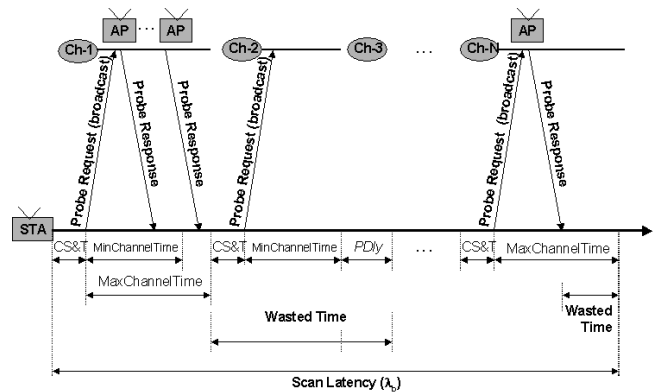 AP ... AP
AP
Ch-1
Ch-2
Ch-3
...
Ch-N
Probe Request (broadcast)
Probe Response
Probe Response
Probe Request (broadcast)
Probe Request (broadcast)
Probe Response
STA
CS&T
MinChannelTime
CS&T
MinChannelTime
PDly
...
CS&T
MaxChannelTime
MaxChannelTime
Wasted Time
Wasted
Time
Scan Latency (λp)